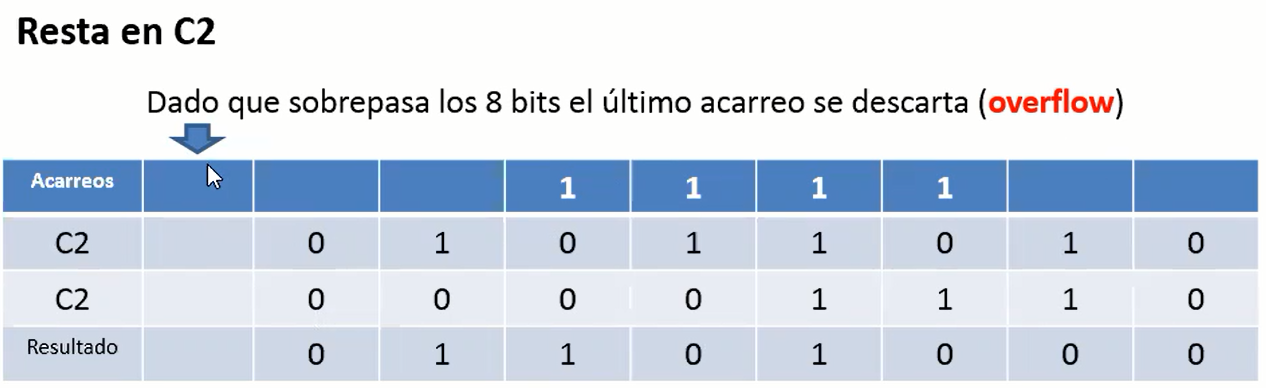 Resta en C2
Dado que sobrepasa los 8 bits el último acarreo se descarta (overflow)
Acarreos 1 1 1 1
C2 0 1 0 1 1 0 1 0
C2 0 0 0 0 1 1 1 0
Resultado 0 1 1 0 1 0 0 0